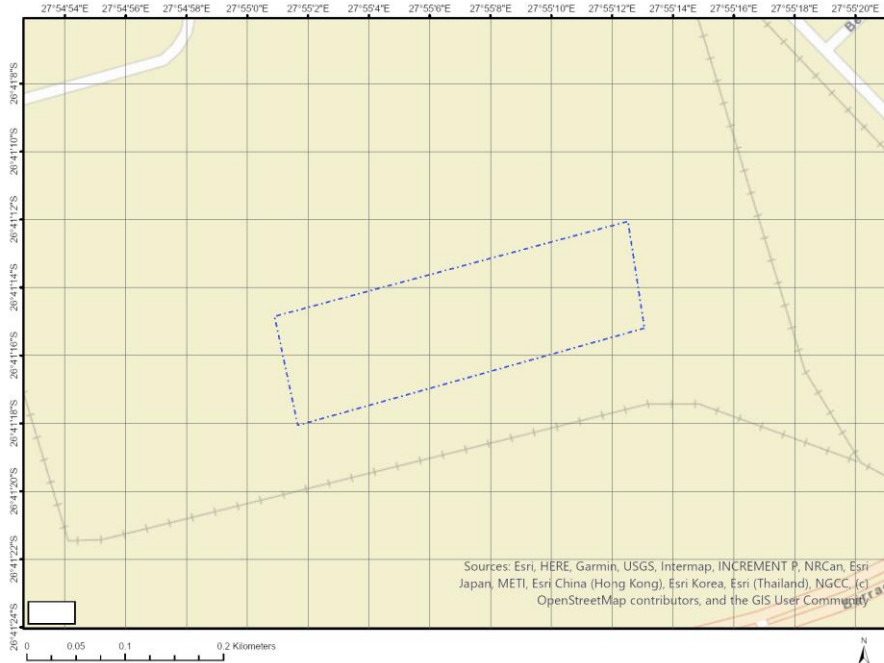 27°54'54"E 27°54'56"E 27°54'58"E 27°55'0"E 27°55'2"E 27°55'4"E 27°55'6"E 27°55'8"E 27°55'10"E 27°55'12"E 27°55'14"E 27°55'16"E 27°55'18"E 27°55'20"E
26°41'8"S
26°41'10"S
26°41'12"S
26°41'14"S
26°41'16"S
26°41'18"S
26°41'20"S
26°41'22"S
26°41'24"S
Sources: Esri, HERE, Garmin, USGS, Intermap, INCREMENT P, NRCan, Esri
Japan, METI, Esri China (Hong Kong), Esri Korea, Esri (Thailand), NGCC, (c)
OpenStreetMap contributors, and the GIS User Community
0 0.05 0.1 0.2 Kilometers
N